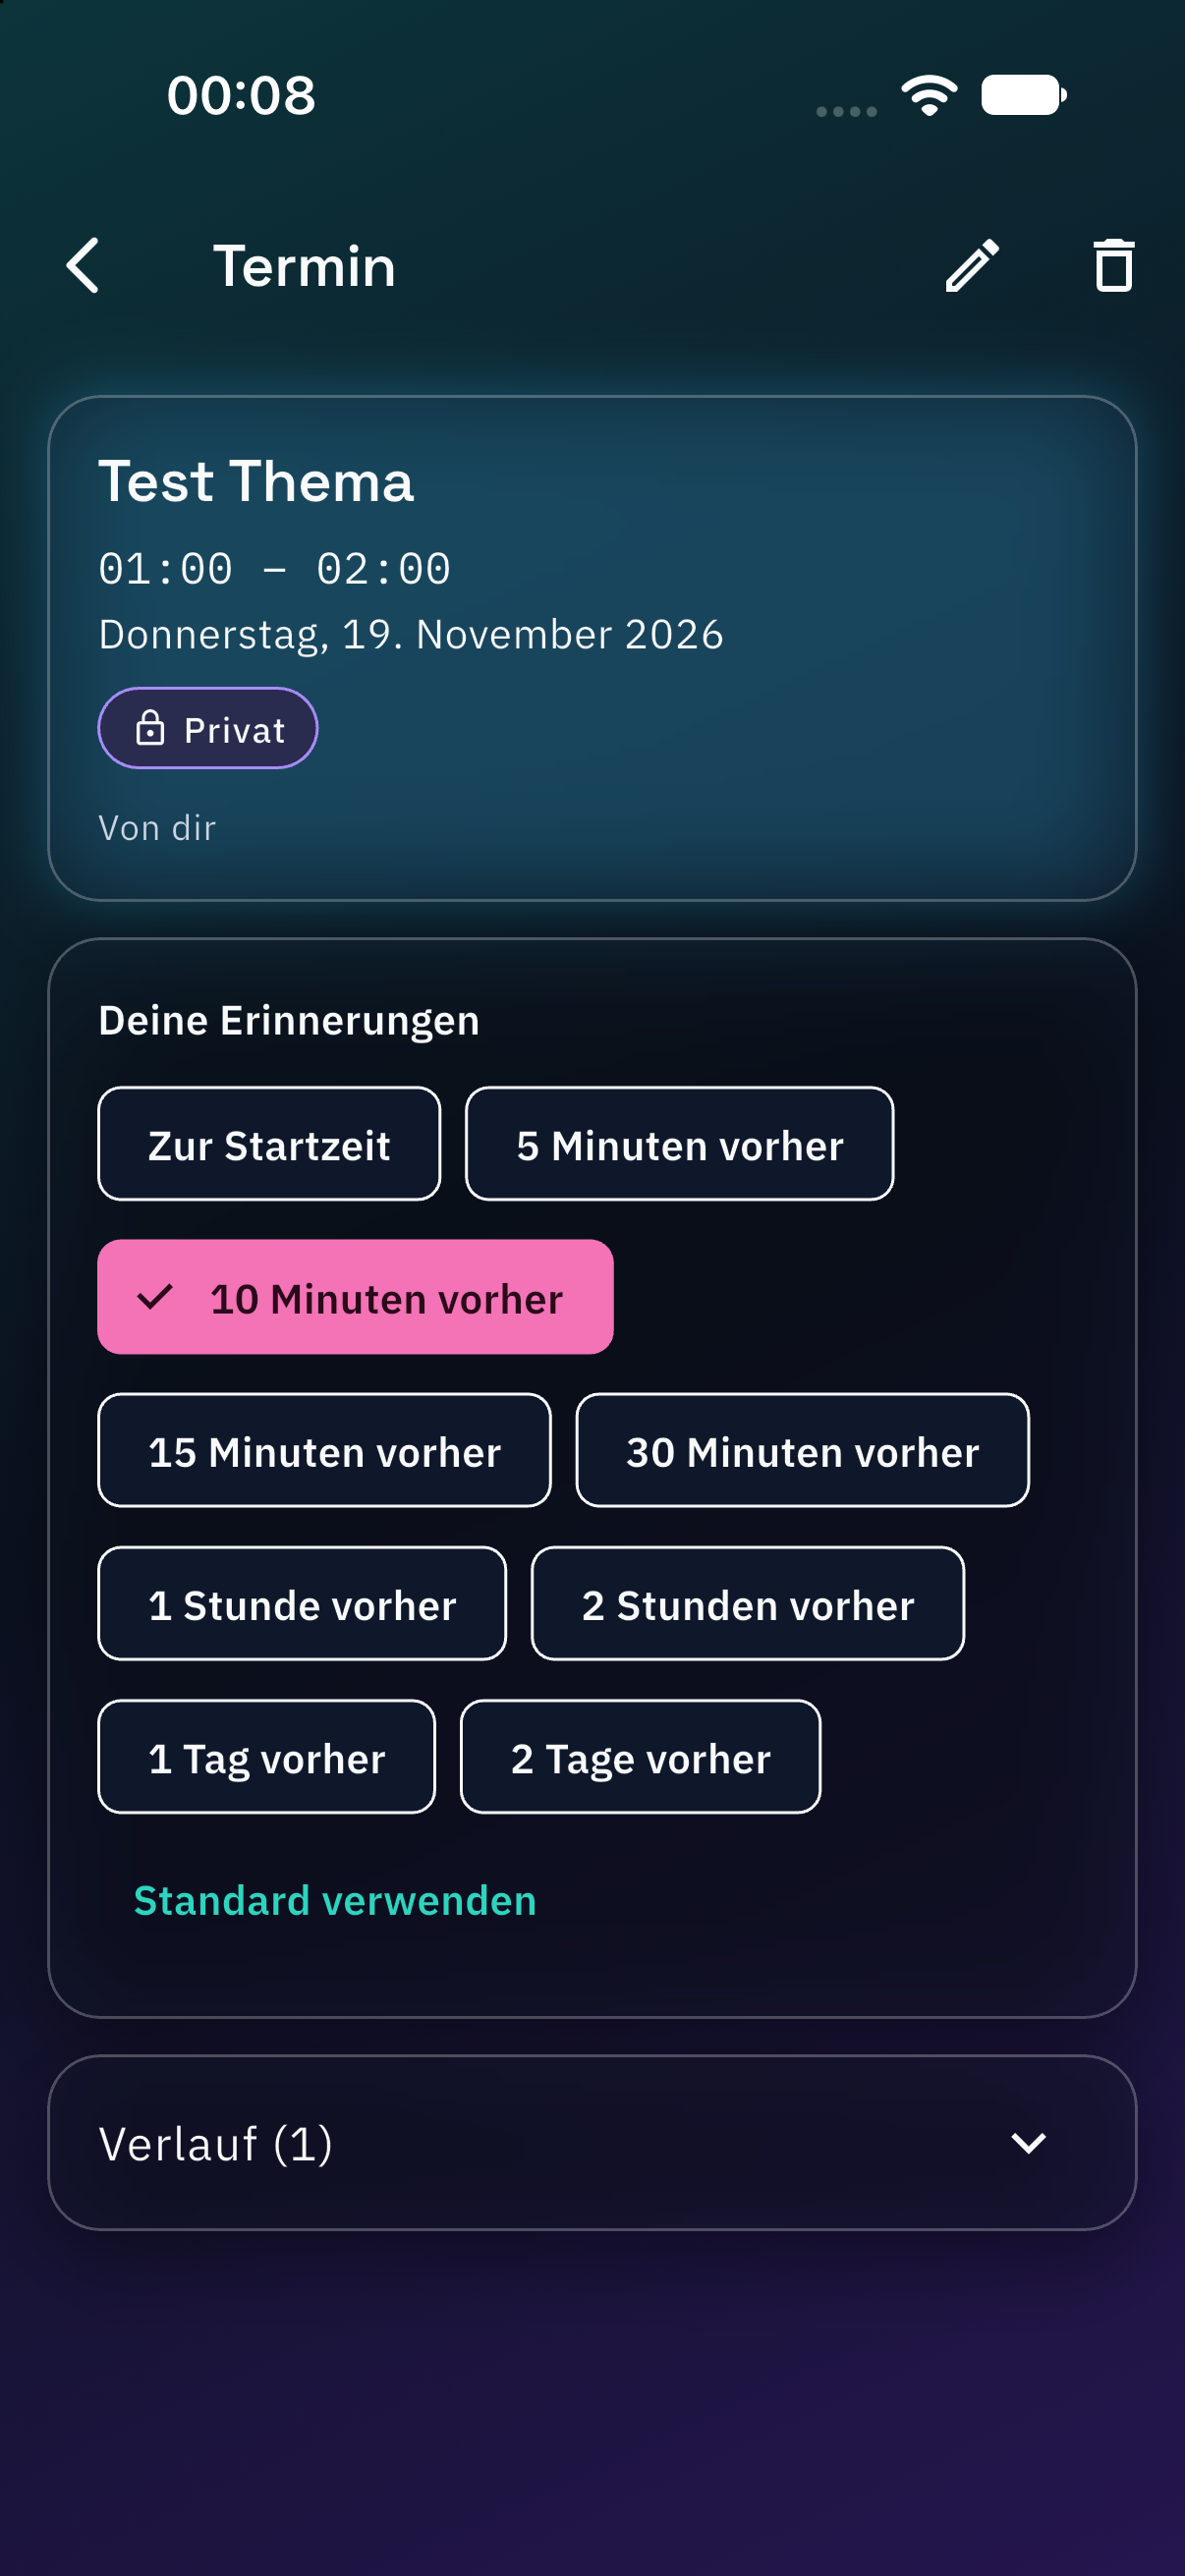 00:08
Termin
Test Thema
01:00 – 02:00
Donnerstag, 19. November 2026
Privat
Von dir
Deine Erinnerungen
Zur Startzeit
5 Minuten vorher
10 Minuten vorher
15 Minuten vorher
30 Minuten vorher
1 Stunde vorher
2 Stunden vorher
1 Tag vorher
2 Tage vorher
Standard verwenden
Verlauf (1)